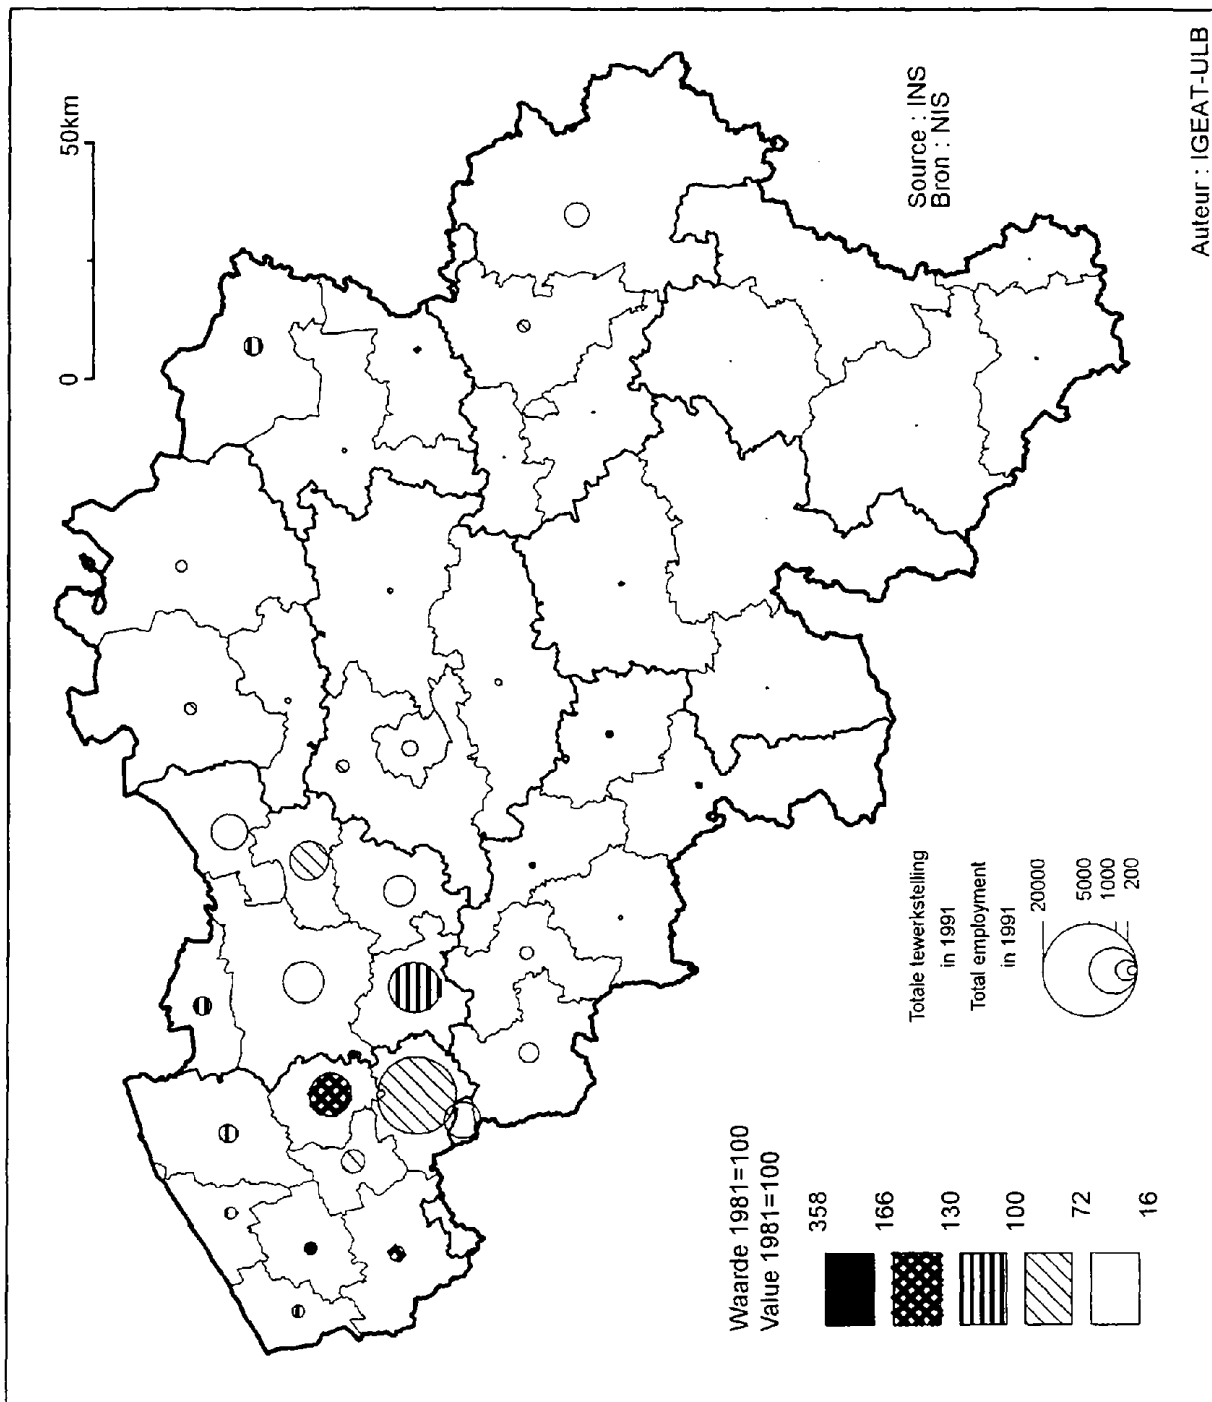 0
50km
Source : INS
Bron : NIS
Auteur : IGEAT-ULB
Totale tewerkstelling
in 1991
Total employment
in 1991
20000
5000
1000
200
Waarde 1981=100
Value 1981=100
358
166
130
100
72
16